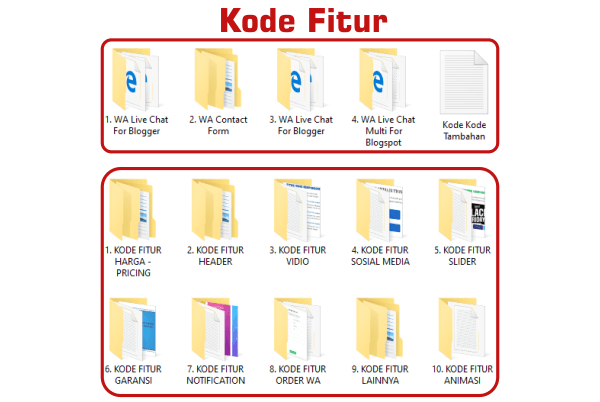 Kode Fitur
1. WA Live Chat
For Blogger
2. WA Contact
Form
3. WA Live Chat
For Blogger
4. WA Live Chat
Multi For
Blogspot
Kode Kode
Tambahan
1. KODE FITUR
HARGA -
PRICING
2. KODE FITUR
HEADER
3. KODE FITUR
VIDIO
4. KODE FITUR
SOSIAL MEDIA
5. KODE FITUR
SLIDER
6. KODE FITUR
GARANSI
7. KODE FITUR
NOTIFICATION
8. KODE FITUR
ORDER WA
9. KODE FITUR
LAINNYA
10. KODE FITUR
ANIMASI